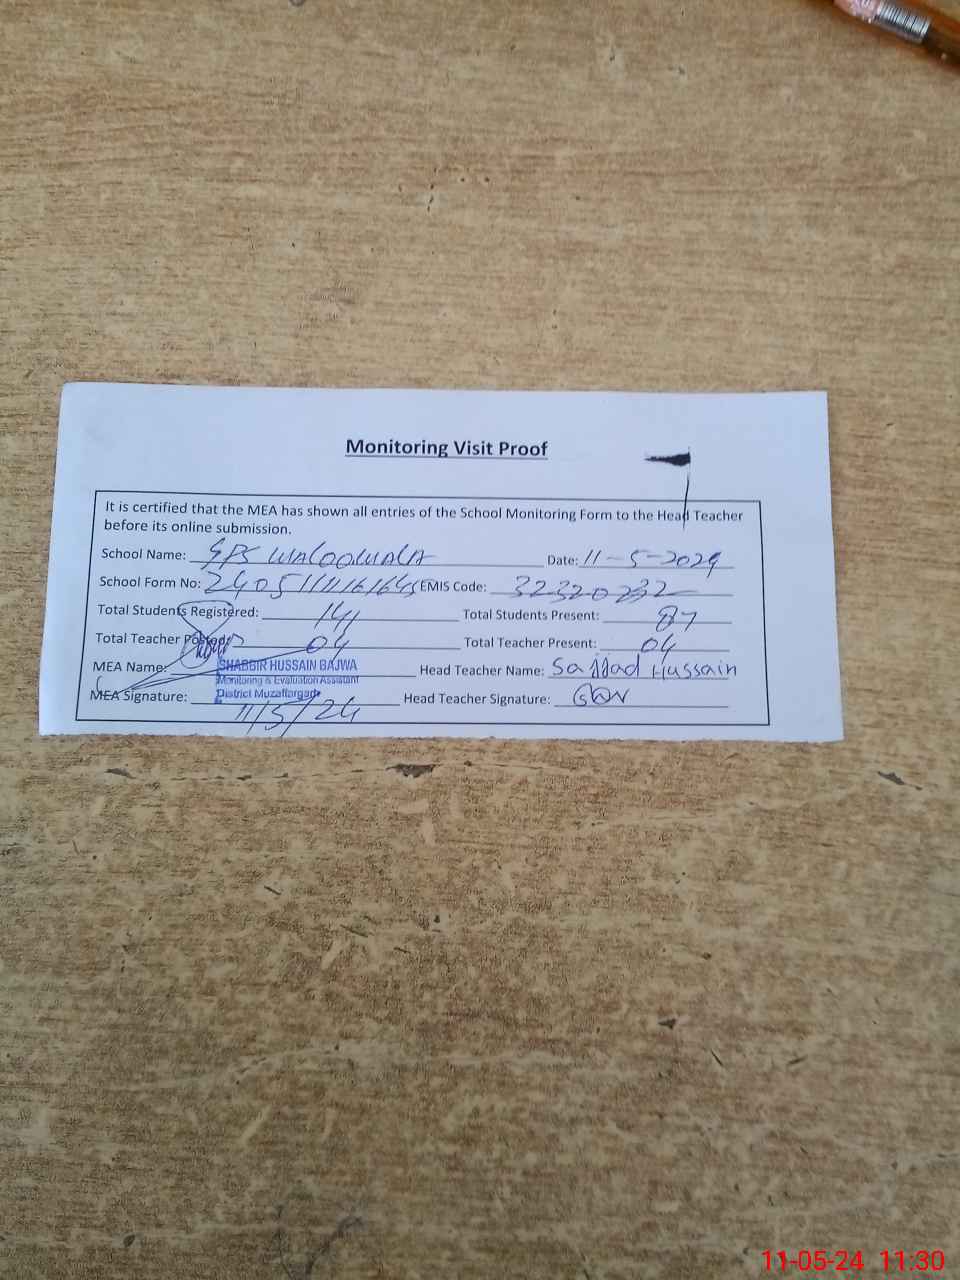 Monitoring Visit Proof
It is certified that the MEA has shown all entries of the School Monitoring Form to the Head Teacher
before its online submission.
School Name: GPS WALOOWALA Date: 11-5-2024
School Form No: EMIS Code: 32320232
Total Students Registered: 141 Total Students Present: 87
Total Teacher Posted: 04 Total Teacher Present: 04
MEA Name: SHABBIR HUSSAIN BAJWA Head Teacher Name: Sajjad Hussain
Monitoring & Evaluation Assistant
MEA Signature: District Muzaffargarh Head Teacher Signature:
11/5/24
11-05-24 11:30